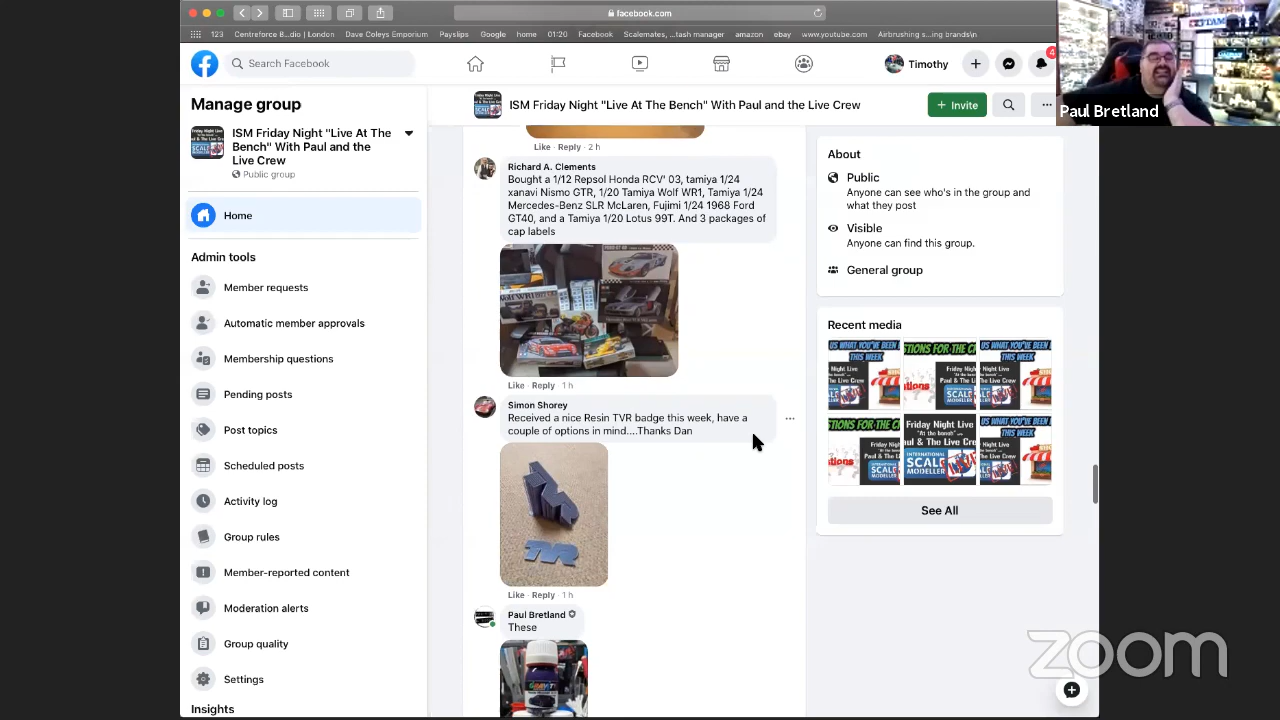 facebook.com
123
Centreforce B...dio | London
Dave Coleys Emporium
Payslips
Google
home
01:20
Facebook
Scalemates, ...tash manager
amazon
ebay
www.youtube.com
Airbrushing s...ing brands\n
Search Facebook
Timothy
4
Paul Bretland
Manage group
ISM Friday Night "Live At The
Bench" With Paul and the
Live Crew
Public group
Home
Admin tools
Member requests
Automatic member approvals
Membership questions
Pending posts
Post topics
Scheduled posts
Activity log
Group rules
Member-reported content
Moderation alerts
Group quality
Settings
Insights
ISM Friday Night "Live At The Bench" With Paul and the Live Crew
+ Invite
Like · Reply · 2 h
Richard A. Clements
Bought a 1/12 Repsol Honda RCV' 03, tamiya 1/24
xanavi Nismo GTR, 1/20 Tamiya Wolf WR1, Tamiya 1/24
Mercedes-Benz SLR McLaren, Fujimi 1/24 1968 Ford
GT40, and a Tamiya 1/20 Lotus 99T. And 3 packages of
cap labels
Like · Reply · 1 h
Simon Shorey
Received a nice Resin TVR badge this week, have a
couple of options in mind....Thanks Dan
TVR
Like · Reply · 1 h
Paul Bretland
These
About
Public
Anyone can see who's in the group and
what they post
Visible
Anyone can find this group.
General group
Recent media
See All
zoom